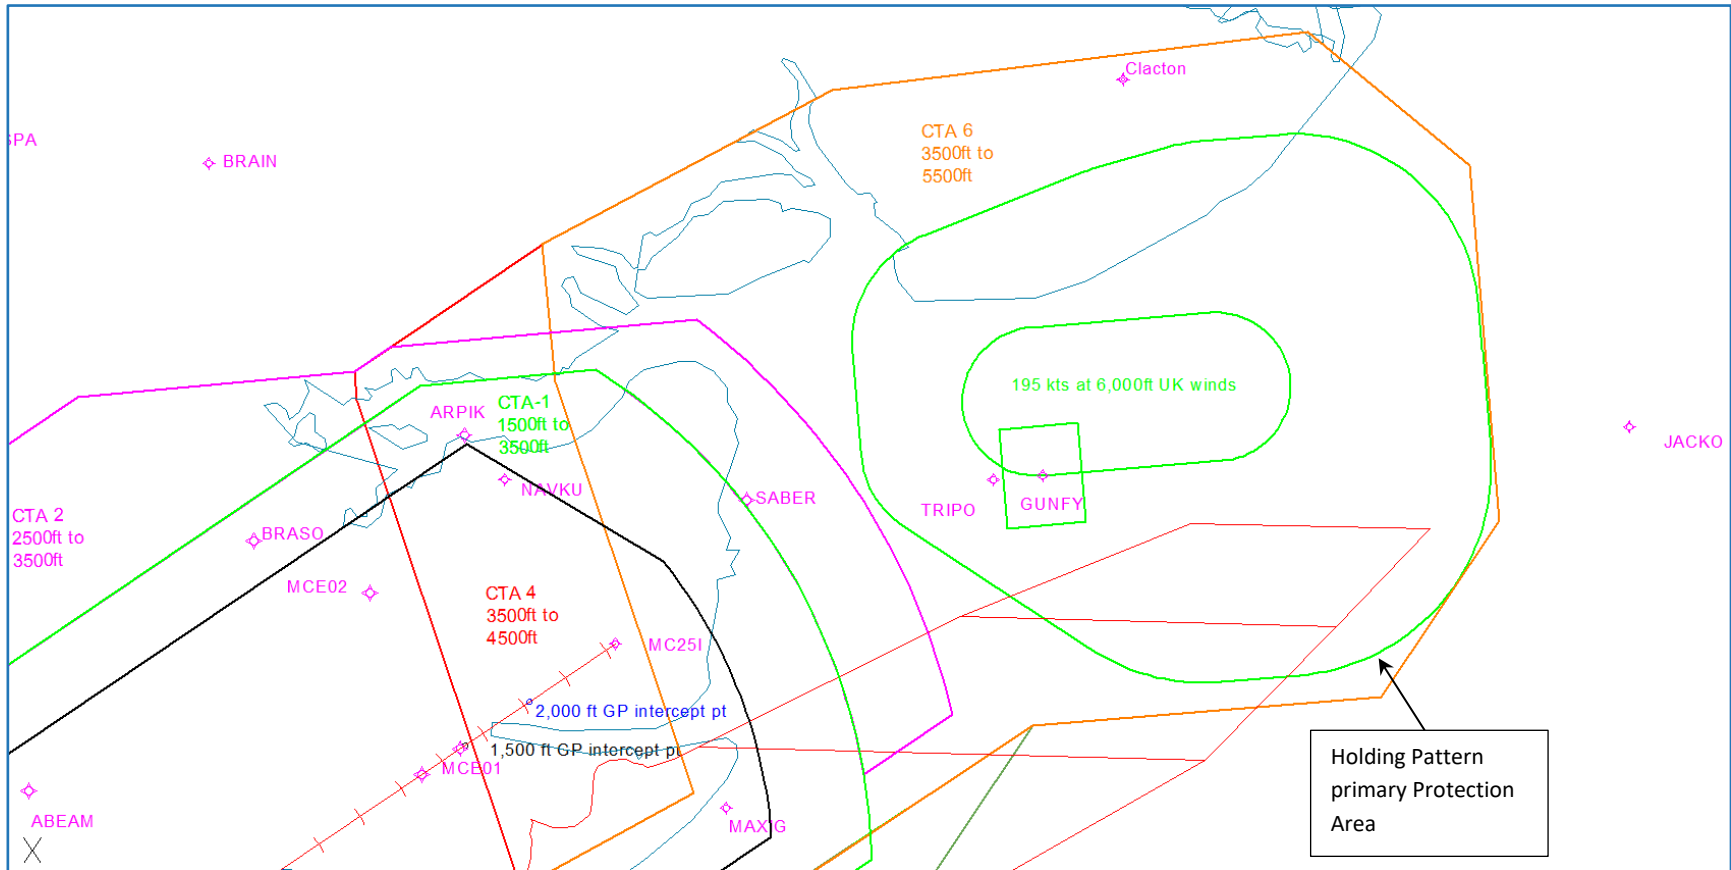 Clacton
CTA 6
3500ft to
5500ft
SPA
BRAIN
195 kts at 6,000ft UK winds
CTA-1
1500ft to
3500ft
ARPIK
JACKO
NAVKU
SABER
TRIPO
GUNFY
CTA 2
2500ft to
3500ft
BRASO
MCE02
CTA 4
3500ft to
4500ft
MC25I
2,000 ft GP intercept pt
1,500 ft GP intercept pt
MCE01
Holding Pattern
primary Protection
Area
ABEAM
MAXIG
X